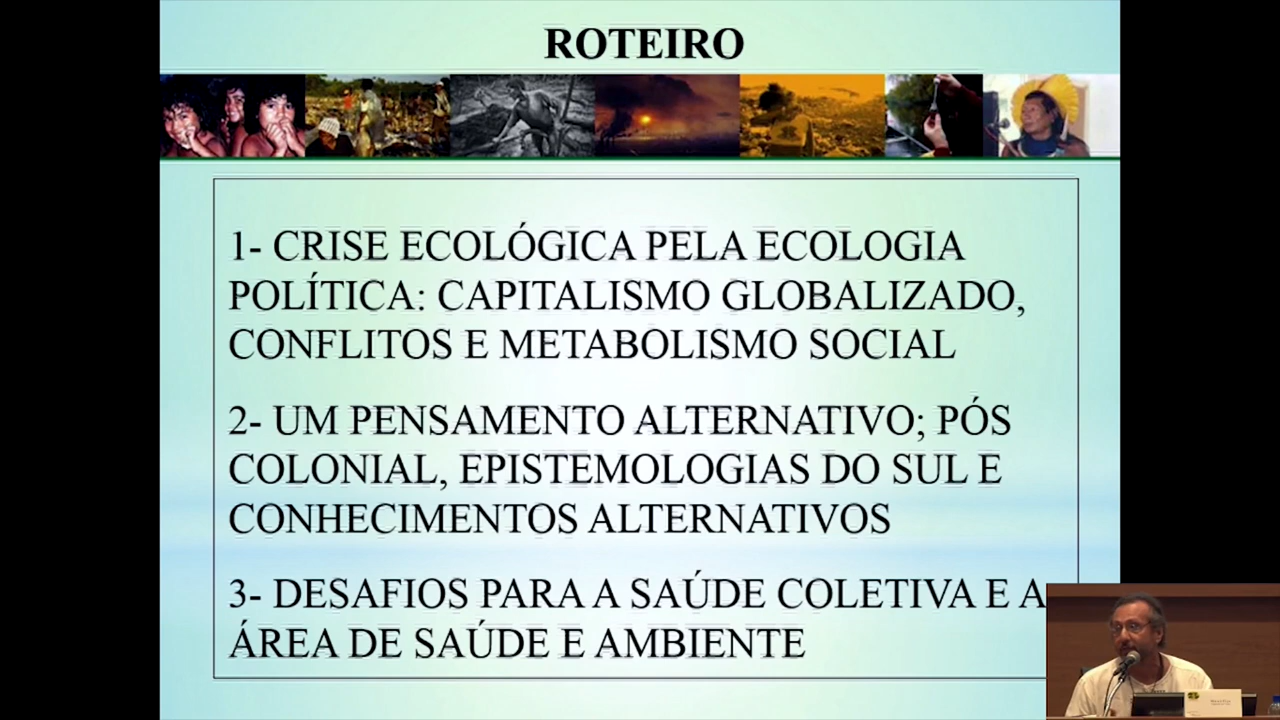 ROTEIRO
1- CRISE ECOLÓGICA PELA ECOLOGIA
POLÍTICA: CAPITALISMO GLOBALIZADO,
CONFLITOS E METABOLISMO SOCIAL
2- UM PENSAMENTO ALTERNATIVO; PÓS
COLONIAL, EPISTEMOLOGIAS DO SUL E
CONHECIMENTOS ALTERNATIVOS
3- DESAFIOS PARA A SAÚDE COLETIVA E A
ÁREA DE SAÚDE E AMBIENTE